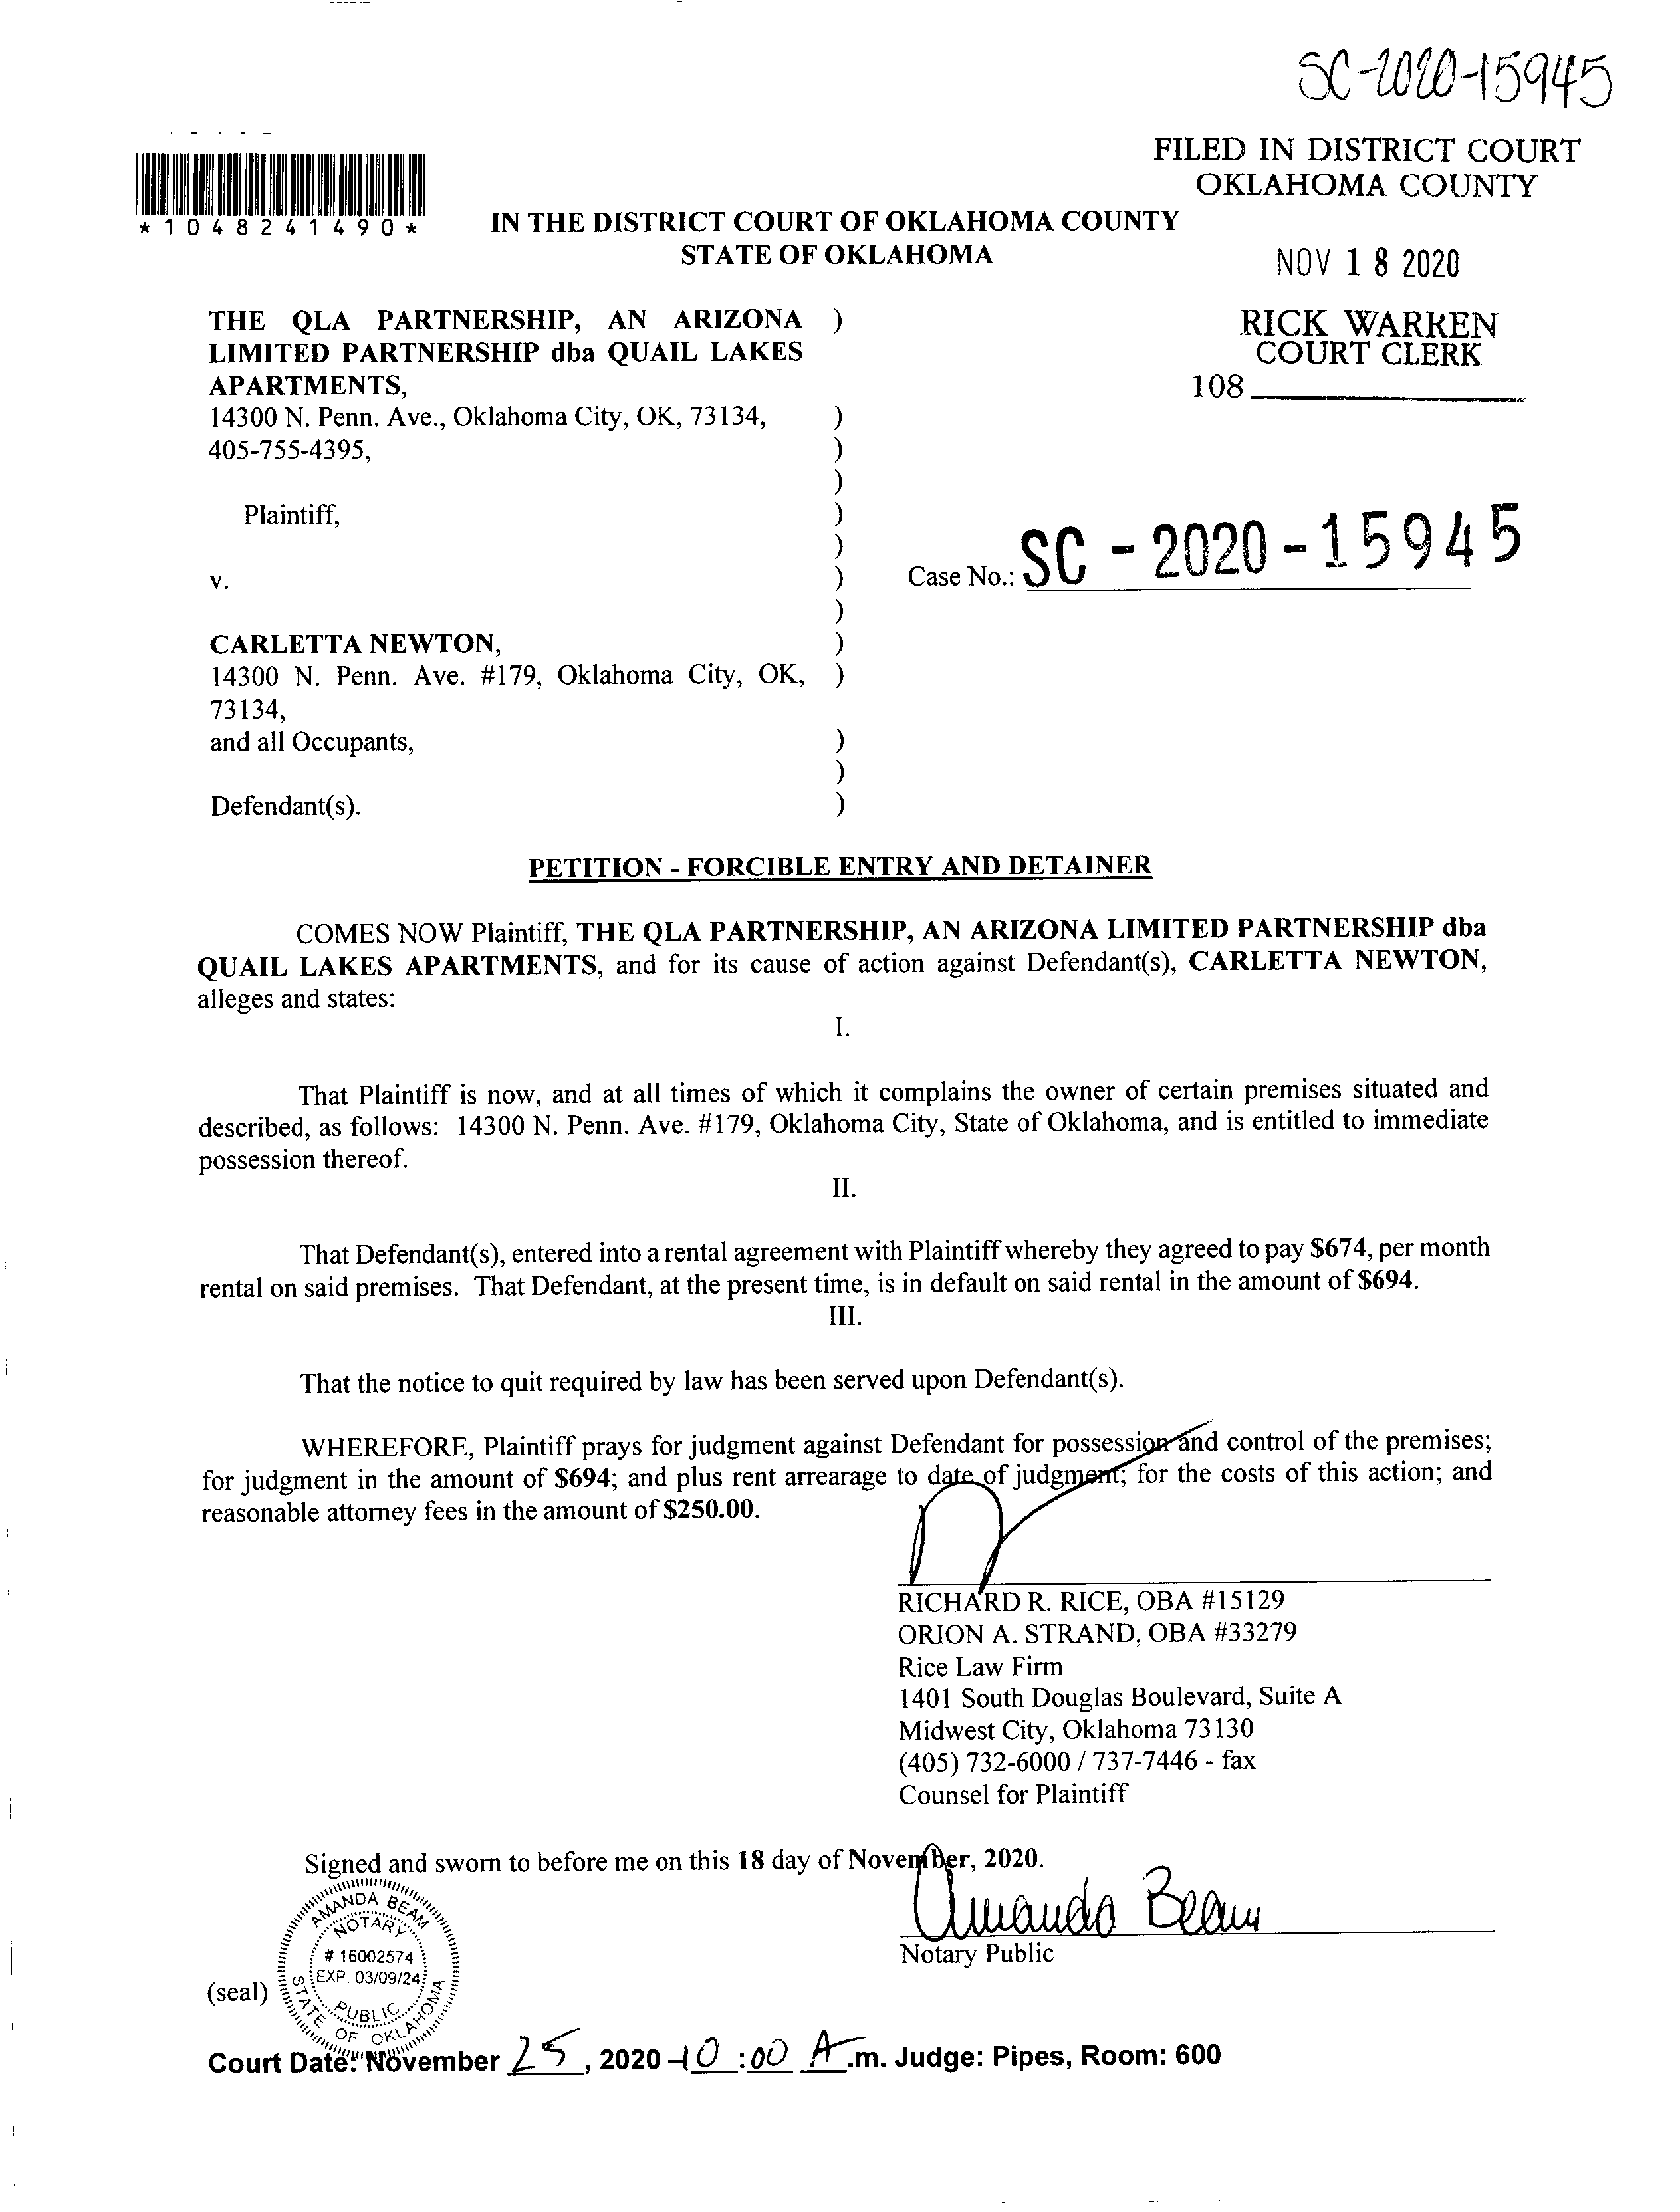 SC-2020-15945
FILED IN DISTRICT COURT
OKLAHOMA COUNTY
*1048241490*
IN THE DISTRICT COURT OF OKLAHOMA COUNTY
STATE OF OKLAHOMA
NOV 18 2020
RICK WARREN
COURT CLERK
108
THE QLA PARTNERSHIP, AN ARIZONA )
LIMITED PARTNERSHIP dba QUAIL LAKES
APARTMENTS,
14300 N. Penn. Ave., Oklahoma City, OK, 73134, )
405-755-4395, )
)
Plaintiff, )
)
v. )
Case No.: SC-2020-15945
)
CARLETTA NEWTON, )
14300 N. Penn. Ave. #179, Oklahoma City, OK, )
73134,
and all Occupants, )
)
Defendant(s). )
PETITION - FORCIBLE ENTRY AND DETAINER
COMES NOW Plaintiff, THE QLA PARTNERSHIP, AN ARIZONA LIMITED PARTNERSHIP dba
QUAIL LAKES APARTMENTS, and for its cause of action against Defendant(s), CARLETTA NEWTON,
alleges and states:
I.
That Plaintiff is now, and at all times of which it complains the owner of certain premises situated and
described, as follows: 14300 N. Penn. Ave. #179, Oklahoma City, State of Oklahoma, and is entitled to immediate
possession thereof.
II.
That Defendant(s), entered into a rental agreement with Plaintiff whereby they agreed to pay $674, per month
rental on said premises. That Defendant, at the present time, is in default on said rental in the amount of $694.
III.
That the notice to quit required by law has been served upon Defendant(s).
WHEREFORE, Plaintiff prays for judgment against Defendant for possession and control of the premises;
for judgment in the amount of $694; and plus rent arrearage to date of judgment; for the costs of this action; and
reasonable attorney fees in the amount of $250.00.
RICHARD R. RICE, OBA #15129
ORION A. STRAND, OBA #33279
Rice Law Firm
1401 South Douglas Boulevard, Suite A
Midwest City, Oklahoma 73130
(405) 732-6000 / 737-7446 - fax
Counsel for Plaintiff
Signed and sworn to before me on this 18 day of November, 2020.
Amanda Beam
Notary Public
AMANDA BEAM
NOTARY
# 16002574
EXP. 03/09/24
PUBLIC
STATE OF OKLAHOMA
(seal)
Court Date: November 25, 2020 - 10:00 A.m. Judge: Pipes, Room: 600